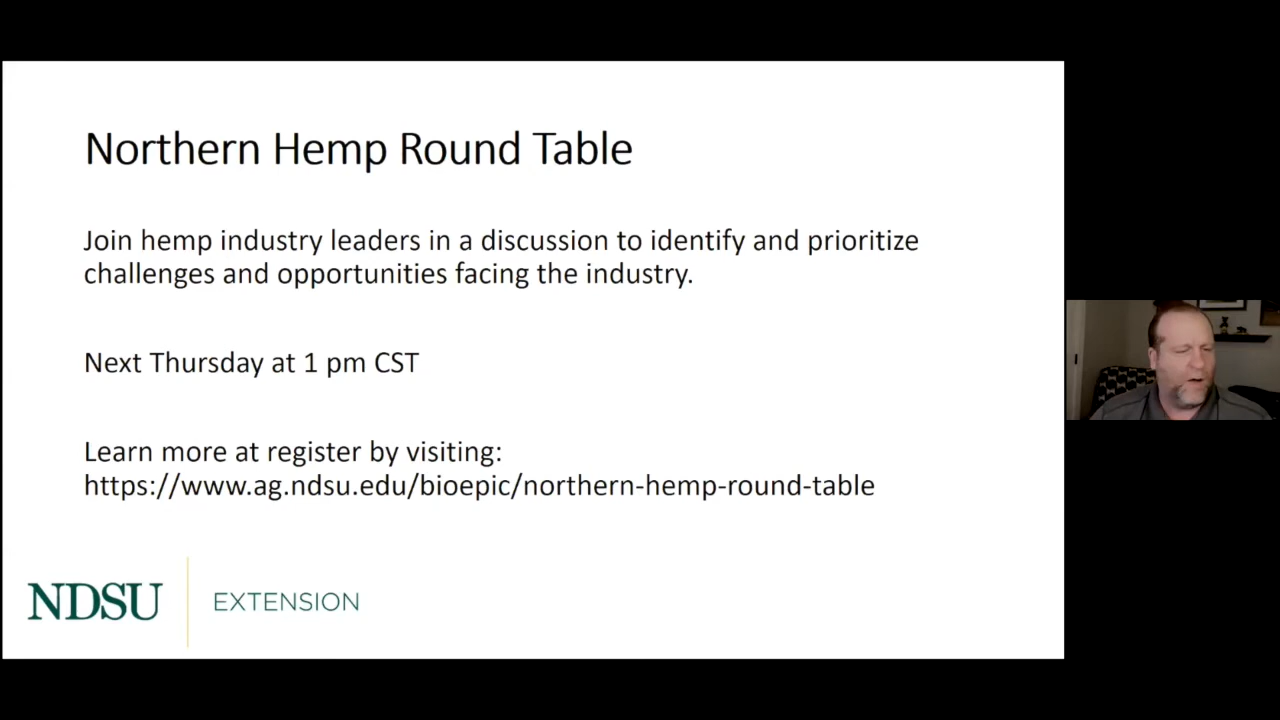 Northern Hemp Round Table
Join hemp industry leaders in a discussion to identify and prioritize
challenges and opportunities facing the industry.
Next Thursday at 1 pm CST
Learn more at register by visiting:
https://www.ag.ndsu.edu/bioepic/northern-hemp-round-table
NDSU EXTENSION